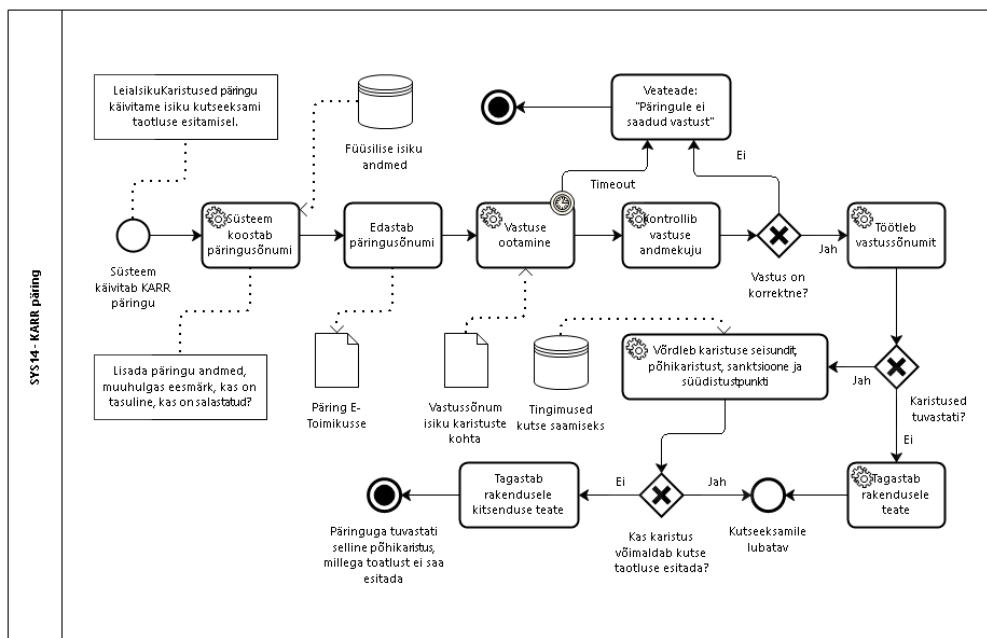 SYS14 - KARR päring
LeiaIsikuKaristused päringu
käivitame isiku kutseeksami
taotluse esitamisel.
Füüsilise isiku
andmed
Veateade:
"Päringule ei
saadud vastust"
Timeout
Ei
Süsteem
käivitab KARR
päringu
Süsteem
koostab
päringusõnumi
Edastab
päringusõnumi
Vastuse
ootamine
Kontrollib
vastuse
andmekuju
Vastus on
korrektne?
Jah
Töötleb
vastussõnumit
Lisada päringu andmed,
muuhulgas eesmärk, kas on
tasuline, kas on salastatud?
Päring E-
Toimikusse
Vastussõnum
isiku karistuste
kohta
Tingimused
kutse saamiseks
Võrdleb karistuse seisundit,
põhikaristust, sanktsioone ja
süüdistustpunkti
Jah
Karistused
tuvastati?
Ei
Tagastab
rakendusele
teate
Kutseeksamile
lubatav
Jah
Kas karistus
võimaldab kutse
taotluse esitada?
Ei
Tagastab
rakendusele
kitsenduse teate
Päringuga tuvastati
selline põhikaristus,
millega toatlust ei saa
esitada